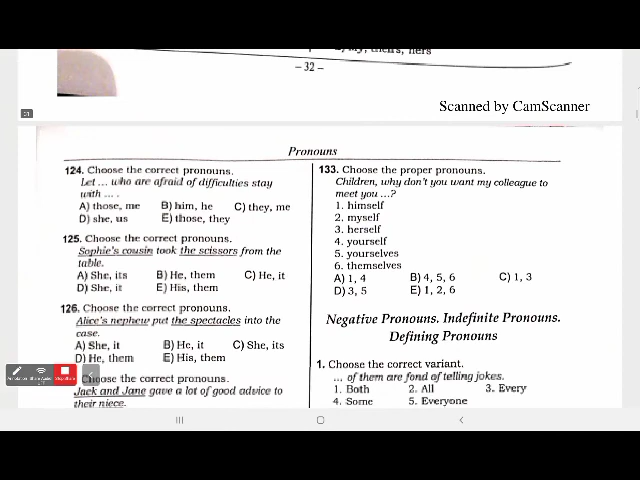 theirs, hers
– 32 –
Scanned by CamScanner
31
Pronouns
124. Choose the correct pronouns.
Let ... who are afraid of difficulties stay
with ... .
A) those, me B) him, he C) they, me
D) she, us E) those, they
125. Choose the correct pronouns.
Sophie's cousin took the scissors from the
table.
A) She, its B) He, them C) He, it
D) She, it E) His, them
126. Choose the correct pronouns.
Alice's nephew put the spectacles into the
case.
A) She, it B) He, it C) She, its
D) He, them E) His, them
Choose the correct pronouns.
Jack and Jane gave a lot of good advice to
their niece.
133. Choose the proper pronouns.
Children, why don't you want my colleague to
meet you ...?
1. himself
2. myself
3. herself
4. yourself
5. yourselves
6. themselves
A) 1, 4 B) 4, 5, 6 C) 1, 3
D) 3, 5 E) 1, 2, 6
Negative Pronouns. Indefinite Pronouns.
Defining Pronouns
1. Choose the correct variant.
... of them are fond of telling jokes.
1. Both 2. All 3. Every
4. Some 5. Everyone
Annotation
Stop Share